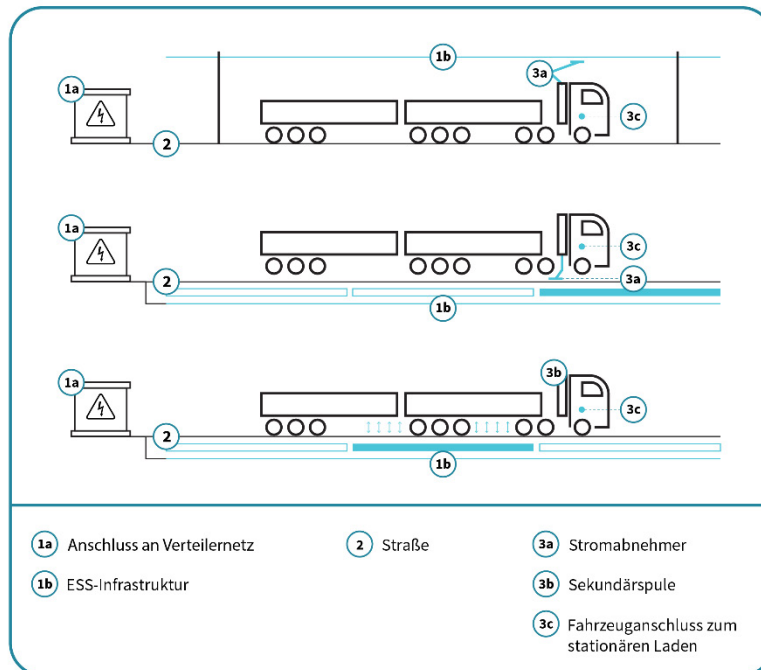 1b
3a
1a
3c
2
1a
3c
2
3a
1b
3b
1a
3c
2
1b
1a Anschluss an Verteilernetz
2 Straße
3a Stromabnehmer
1b ESS-Infrastruktur
3b Sekundärspule
3c Fahrzeuganschluss zum
stationären Laden